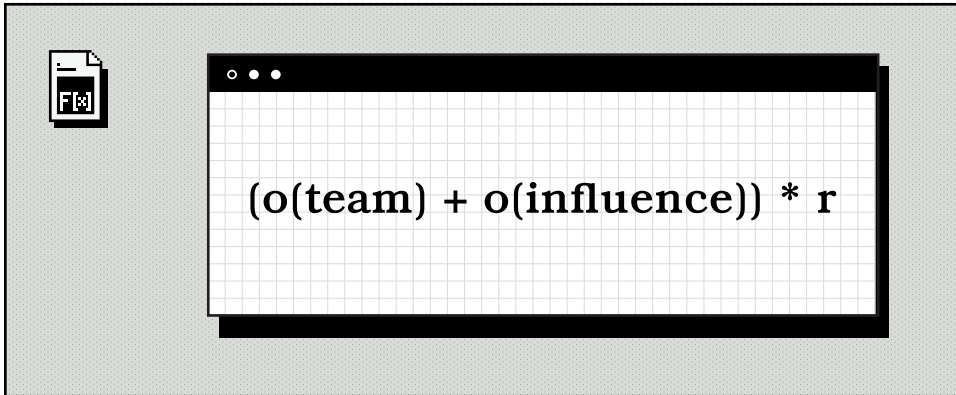 F[x]
(o(team) + o(influence)) * r